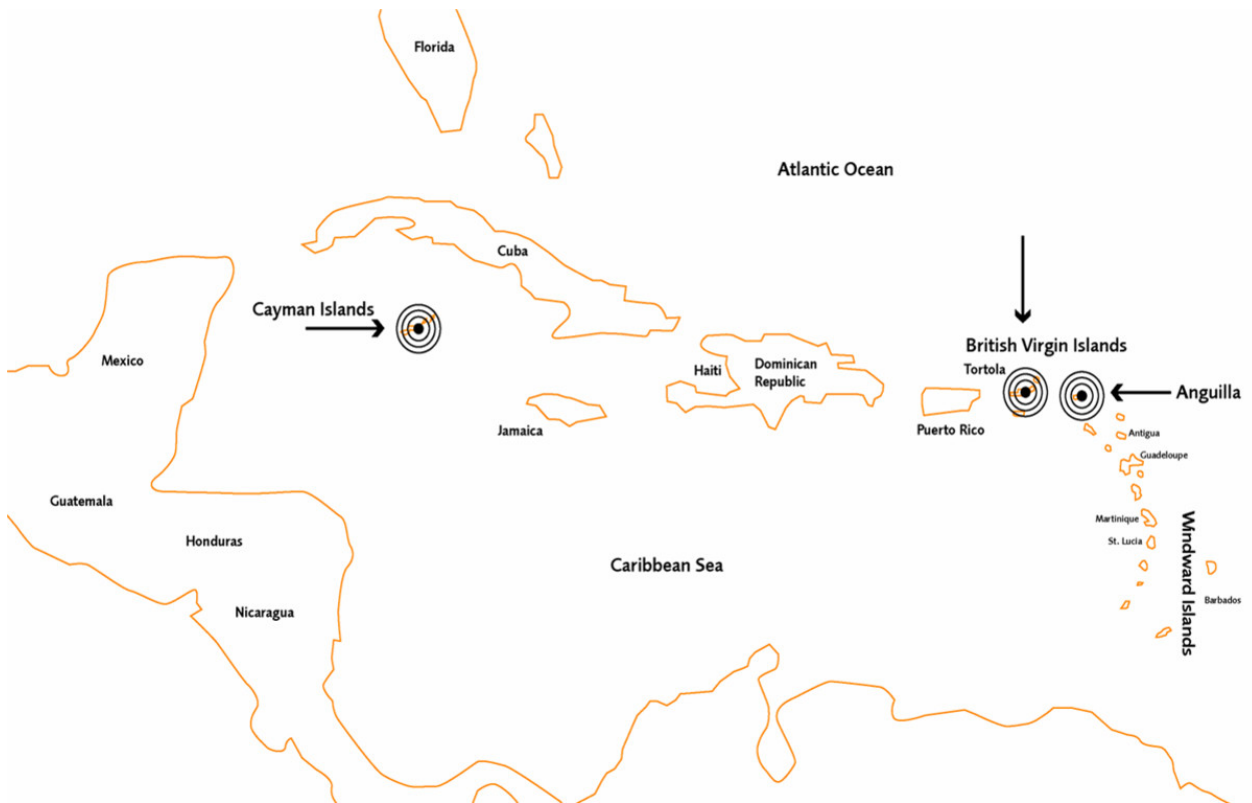 Florida
Atlantic Ocean
Cuba
Cayman Islands
British Virgin Islands
Mexico
Haiti
Dominican
Republic
Tortola
Anguilla
Jamaica
Puerto Rico
Antigua
Guadeloupe
Guatemala
Martinique
Honduras
St. Lucia
Caribbean Sea
Windward Islands
Barbados
Nicaragua